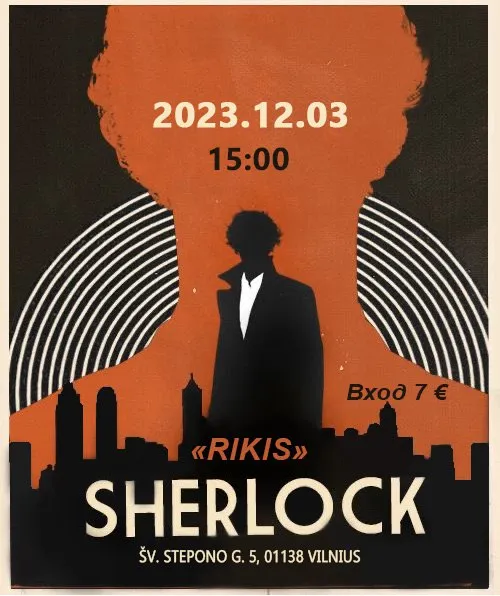 2023.12.03
15:00
Вход 7 €
«RIKIS»
SHERLOCK
ŠV. STEPONO G. 5, 01138 VILNIUS